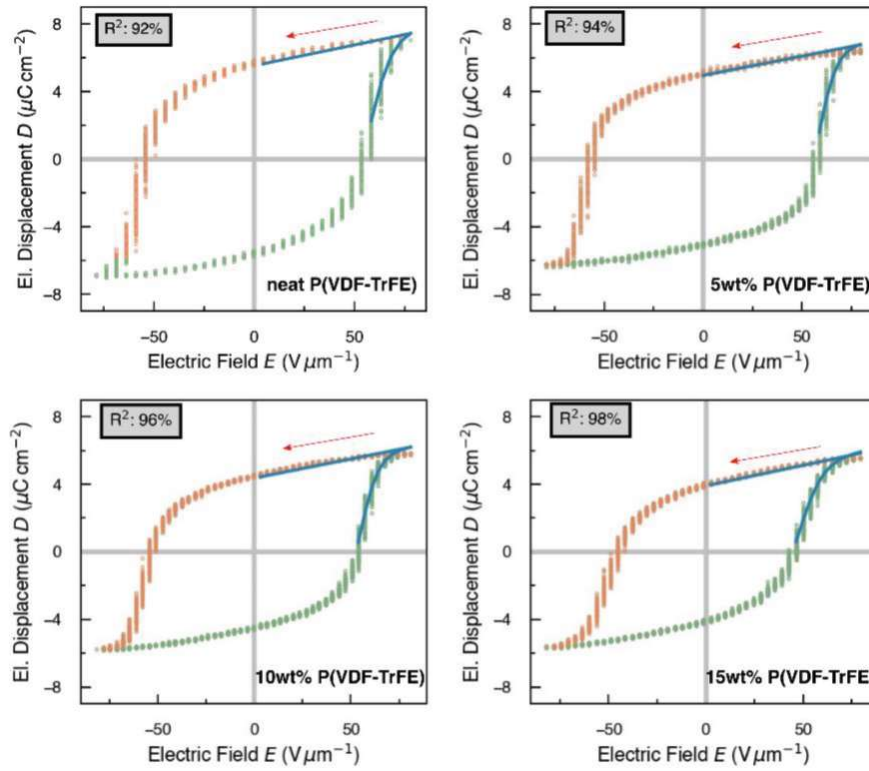 R²: 92%
8
4
0
−4
−8
El. Displacement D (μC cm⁻²)
neat P(VDF-TrFE)
−50
0
50
Electric Field E (V μm⁻¹)
R²: 94%
8
4
0
−4
−8
El. Displacement D (μC cm⁻²)
5wt% P(VDF-TrFE)
−50
0
50
Electric Field E (V μm⁻¹)
R²: 96%
8
4
0
−4
−8
El. Displacement D (μC cm⁻²)
10wt% P(VDF-TrFE)
−50
0
50
Electric Field E (V μm⁻¹)
R²: 98%
8
4
0
−4
−8
El. Displacement D (μC cm⁻²)
15wt% P(VDF-TrFE
−50
0
50
Electric Field E (V μm⁻¹)